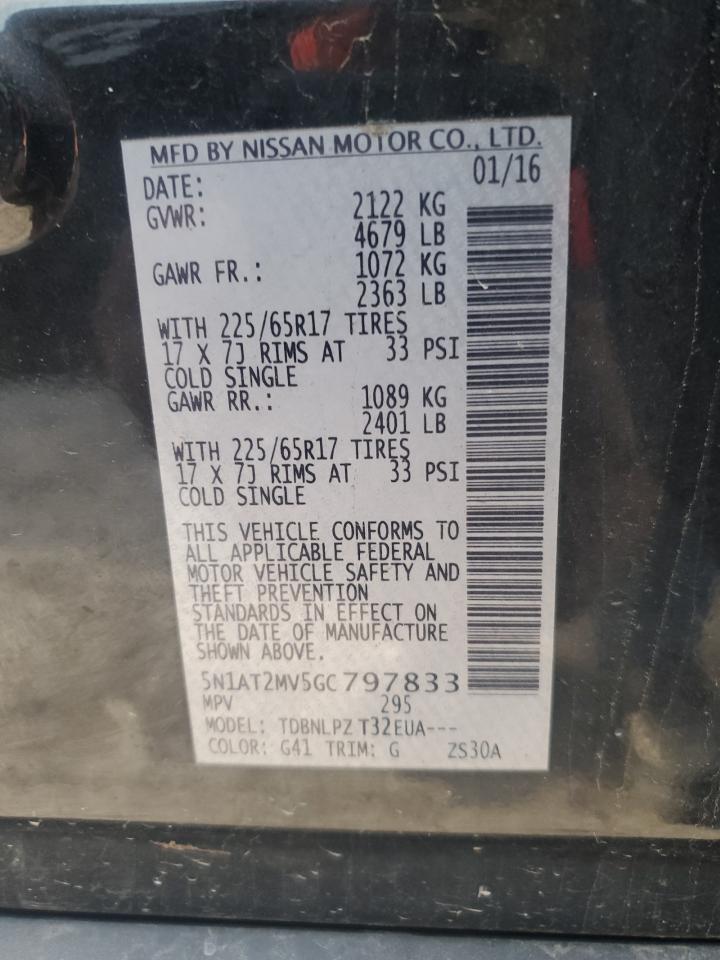 MFD BY NISSAN MOTOR CO., LTD.
DATE: 01/16
GVWR: 2122 KG
4679 LB
GAWR FR.: 1072 KG
2363 LB
WITH 225/65R17 TIRES
17 X 7J RIMS AT 33 PSI
COLD SINGLE
GAWR RR.: 1089 KG
2401 LB
WITH 225/65R17 TIRES
17 X 7J RIMS AT 33 PSI
COLD SINGLE
THIS VEHICLE CONFORMS TO
ALL APPLICABLE FEDERAL
MOTOR VEHICLE SAFETY AND
THEFT PREVENTION
STANDARDS IN EFFECT ON
THE DATE OF MANUFACTURE
SHOWN ABOVE.
5N1AT2MV5GC797833
MPV 295
MODEL: TDBNLPZ T32EUA---
COLOR: G41 TRIM: G ZS30A